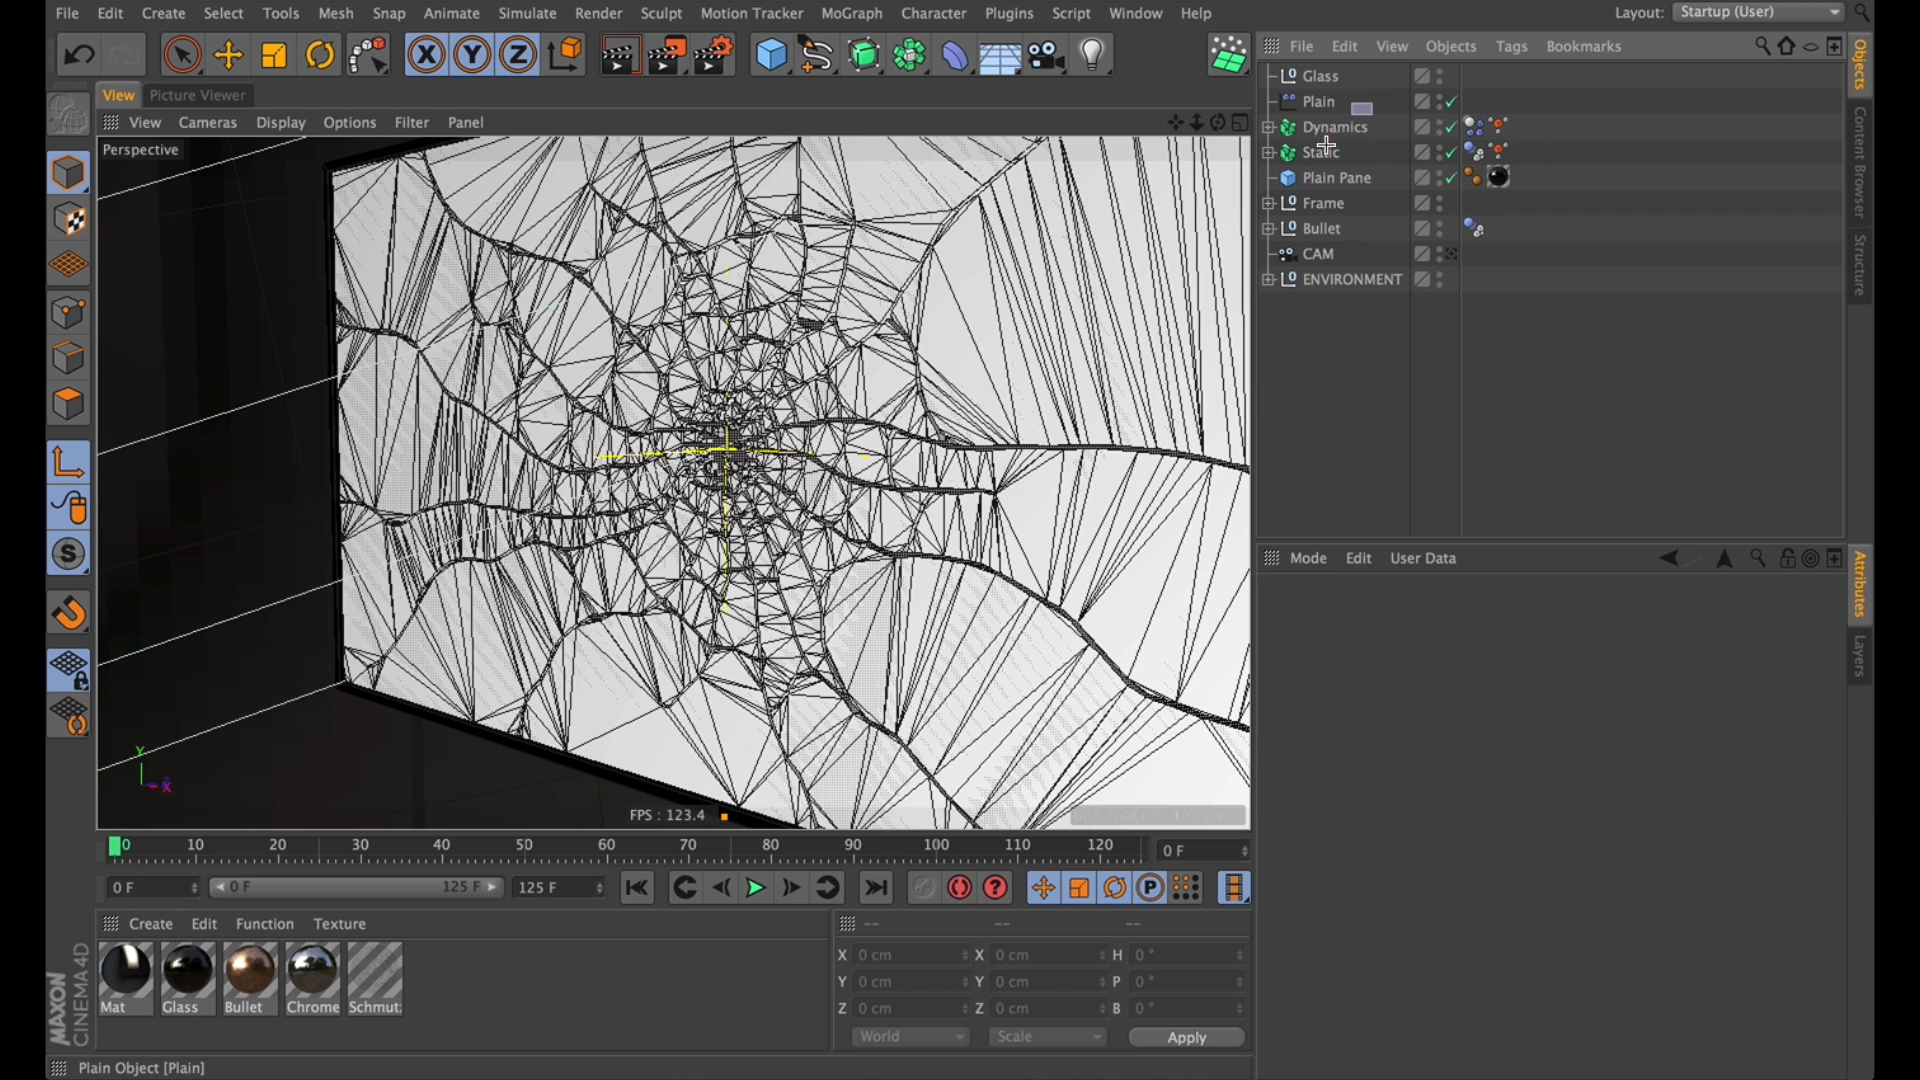 File Edit Create Select Tools Mesh Snap Animate Simulate Render Sculpt Motion Tracker MoGraph Character Plugins Script Window Help Layout: Startup (User)
X Y Z
File Edit View Objects Tags Bookmarks
View Picture Viewer
View Cameras Display Options Filter Panel
Perspective
Glass
Plain
Dynamics
Static
Plain Pane
Frame
Bullet
CAM
ENVIRONMENT
Objects
Content Browser
Structure
Mode Edit User Data
Attributes
Layers
S
Y
X
FPS : 123.4
0 10 20 30 40 50 60 70 80 90 100 110 120 0 F
0 F 0 F 125 F 125 F
P
Create Edit Function Texture
-- -- --
X 0 cm X 0 cm H 0 °
Y 0 cm Y 0 cm P 0 °
Z 0 cm Z 0 cm B 0 °
World Scale Apply
Mat Glass Bullet Chrome Schmutz
MAXON
CINEMA 4D
Plain Object [Plain]